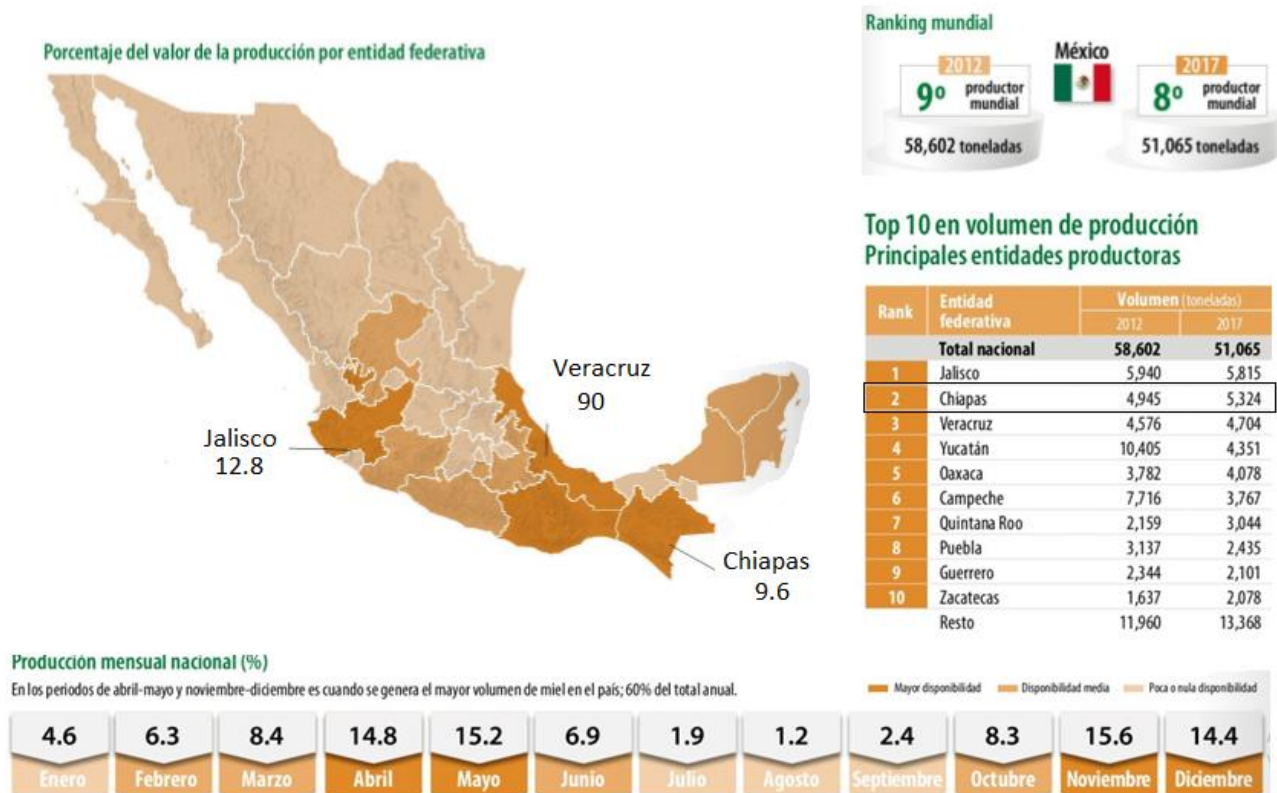 Porcentaje del valor de la producción por entidad federativa
Veracruz
90
Jalisco
12.8
Chiapas
9.6
Ranking mundial
2012
9º productor
mundial
58,602 toneladas
México
2017
8º productor
mundial
51,065 toneladas
Top 10 en volumen de producción
Principales entidades productoras
Rank Entidad federativa Volumen (toneladas)
2012 2017
Total nacional 58,602 51,065
1 Jalisco 5,940 5,815
2 Chiapas 4,945 5,324
3 Veracruz 4,576 4,704
4 Yucatán 10,405 4,351
5 Oaxaca 3,782 4,078
6 Campeche 7,716 3,767
7 Quintana Roo 2,159 3,044
8 Puebla 3,137 2,435
9 Guerrero 2,344 2,101
10 Zacatecas 1,637 2,078
Resto 11,960 13,368
Producción mensual nacional (%)
En los periodos de abril-mayo y noviembre-diciembre es cuando se genera el mayor volumen de miel en el país; 60% del total anual.
Mayor disponibilidad Disponibilidad media Poca o nula disponibilidad
4.6 6.3 8.4 14.8 15.2 6.9 1.9 1.2 2.4 8.3 15.6 14.4
Enero Febrero Marzo Abril Mayo Junio Julio Agosto Septiembre Octubre Noviembre Diciembre